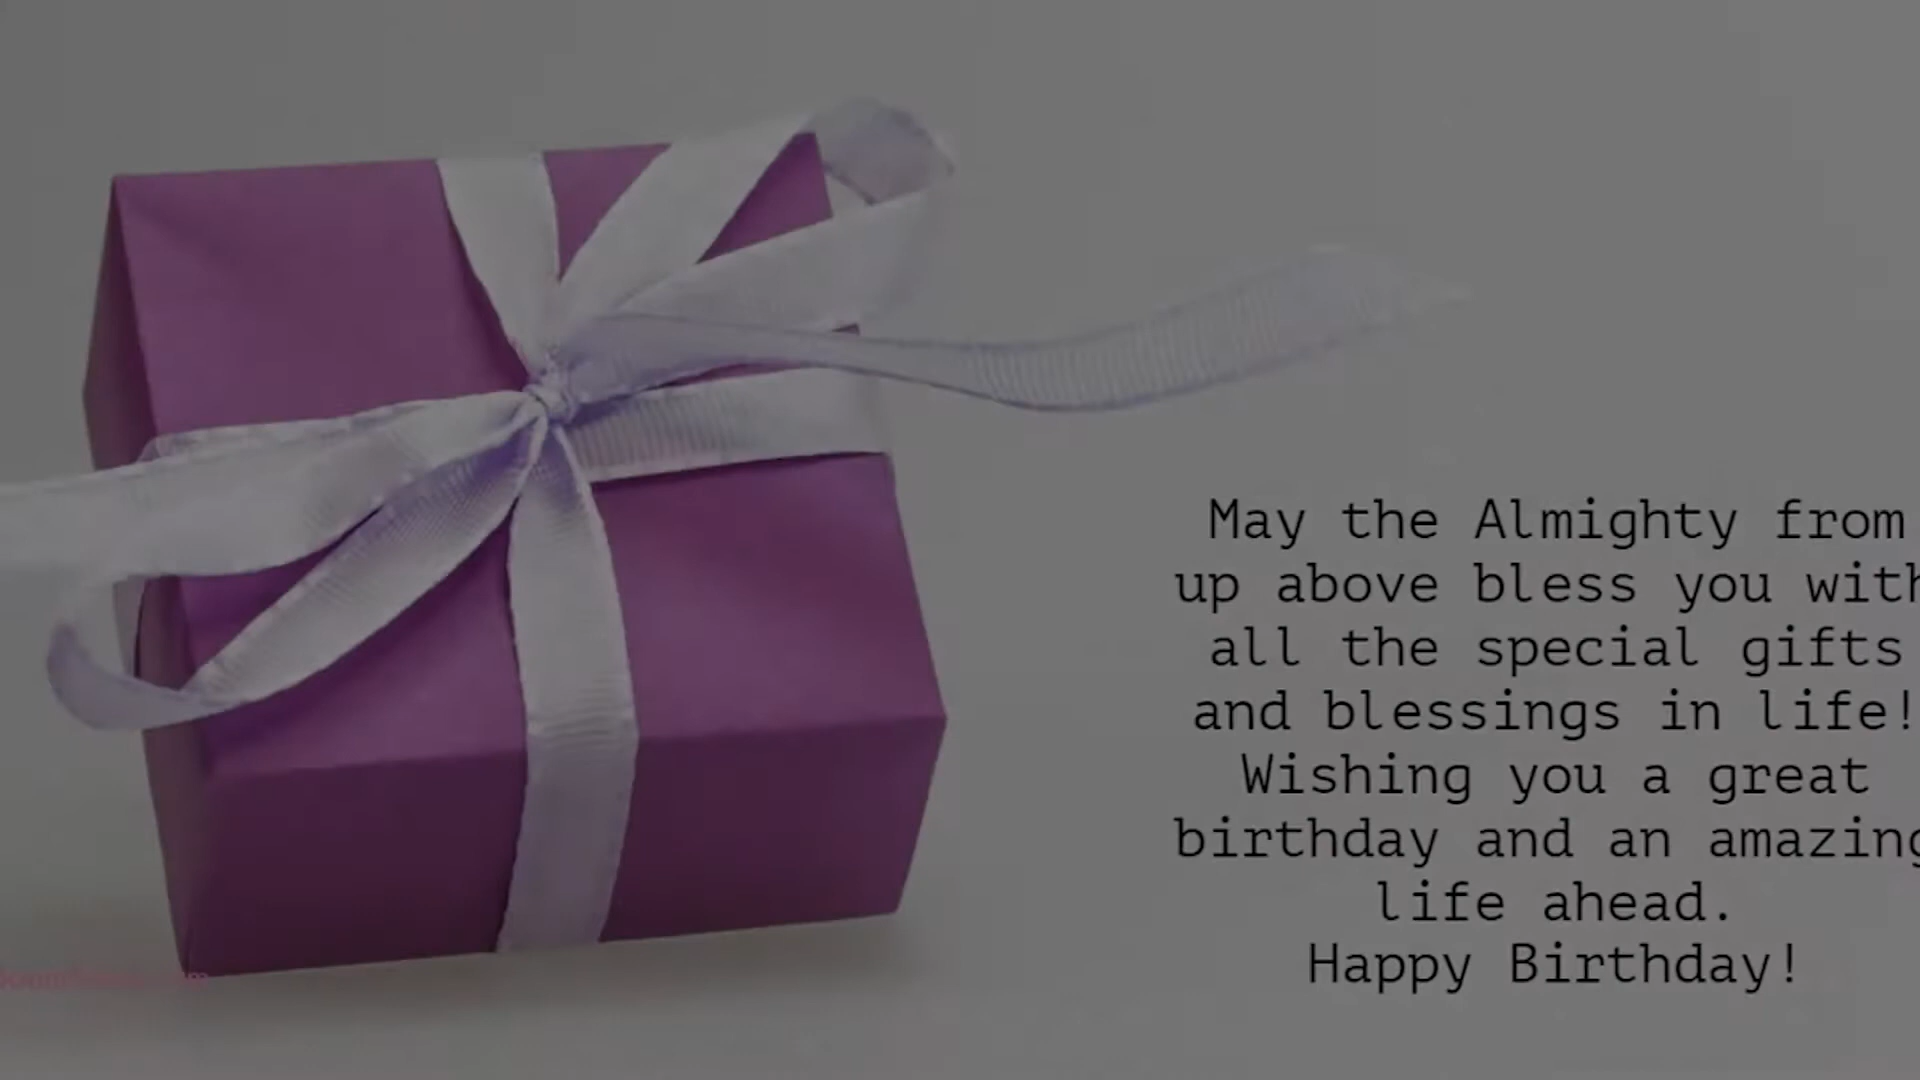 May the Almighty from
up above bless you with
all the special gifts
and blessings in life!
Wishing you a great
birthday and an amazing
life ahead.
Happy Birthday!